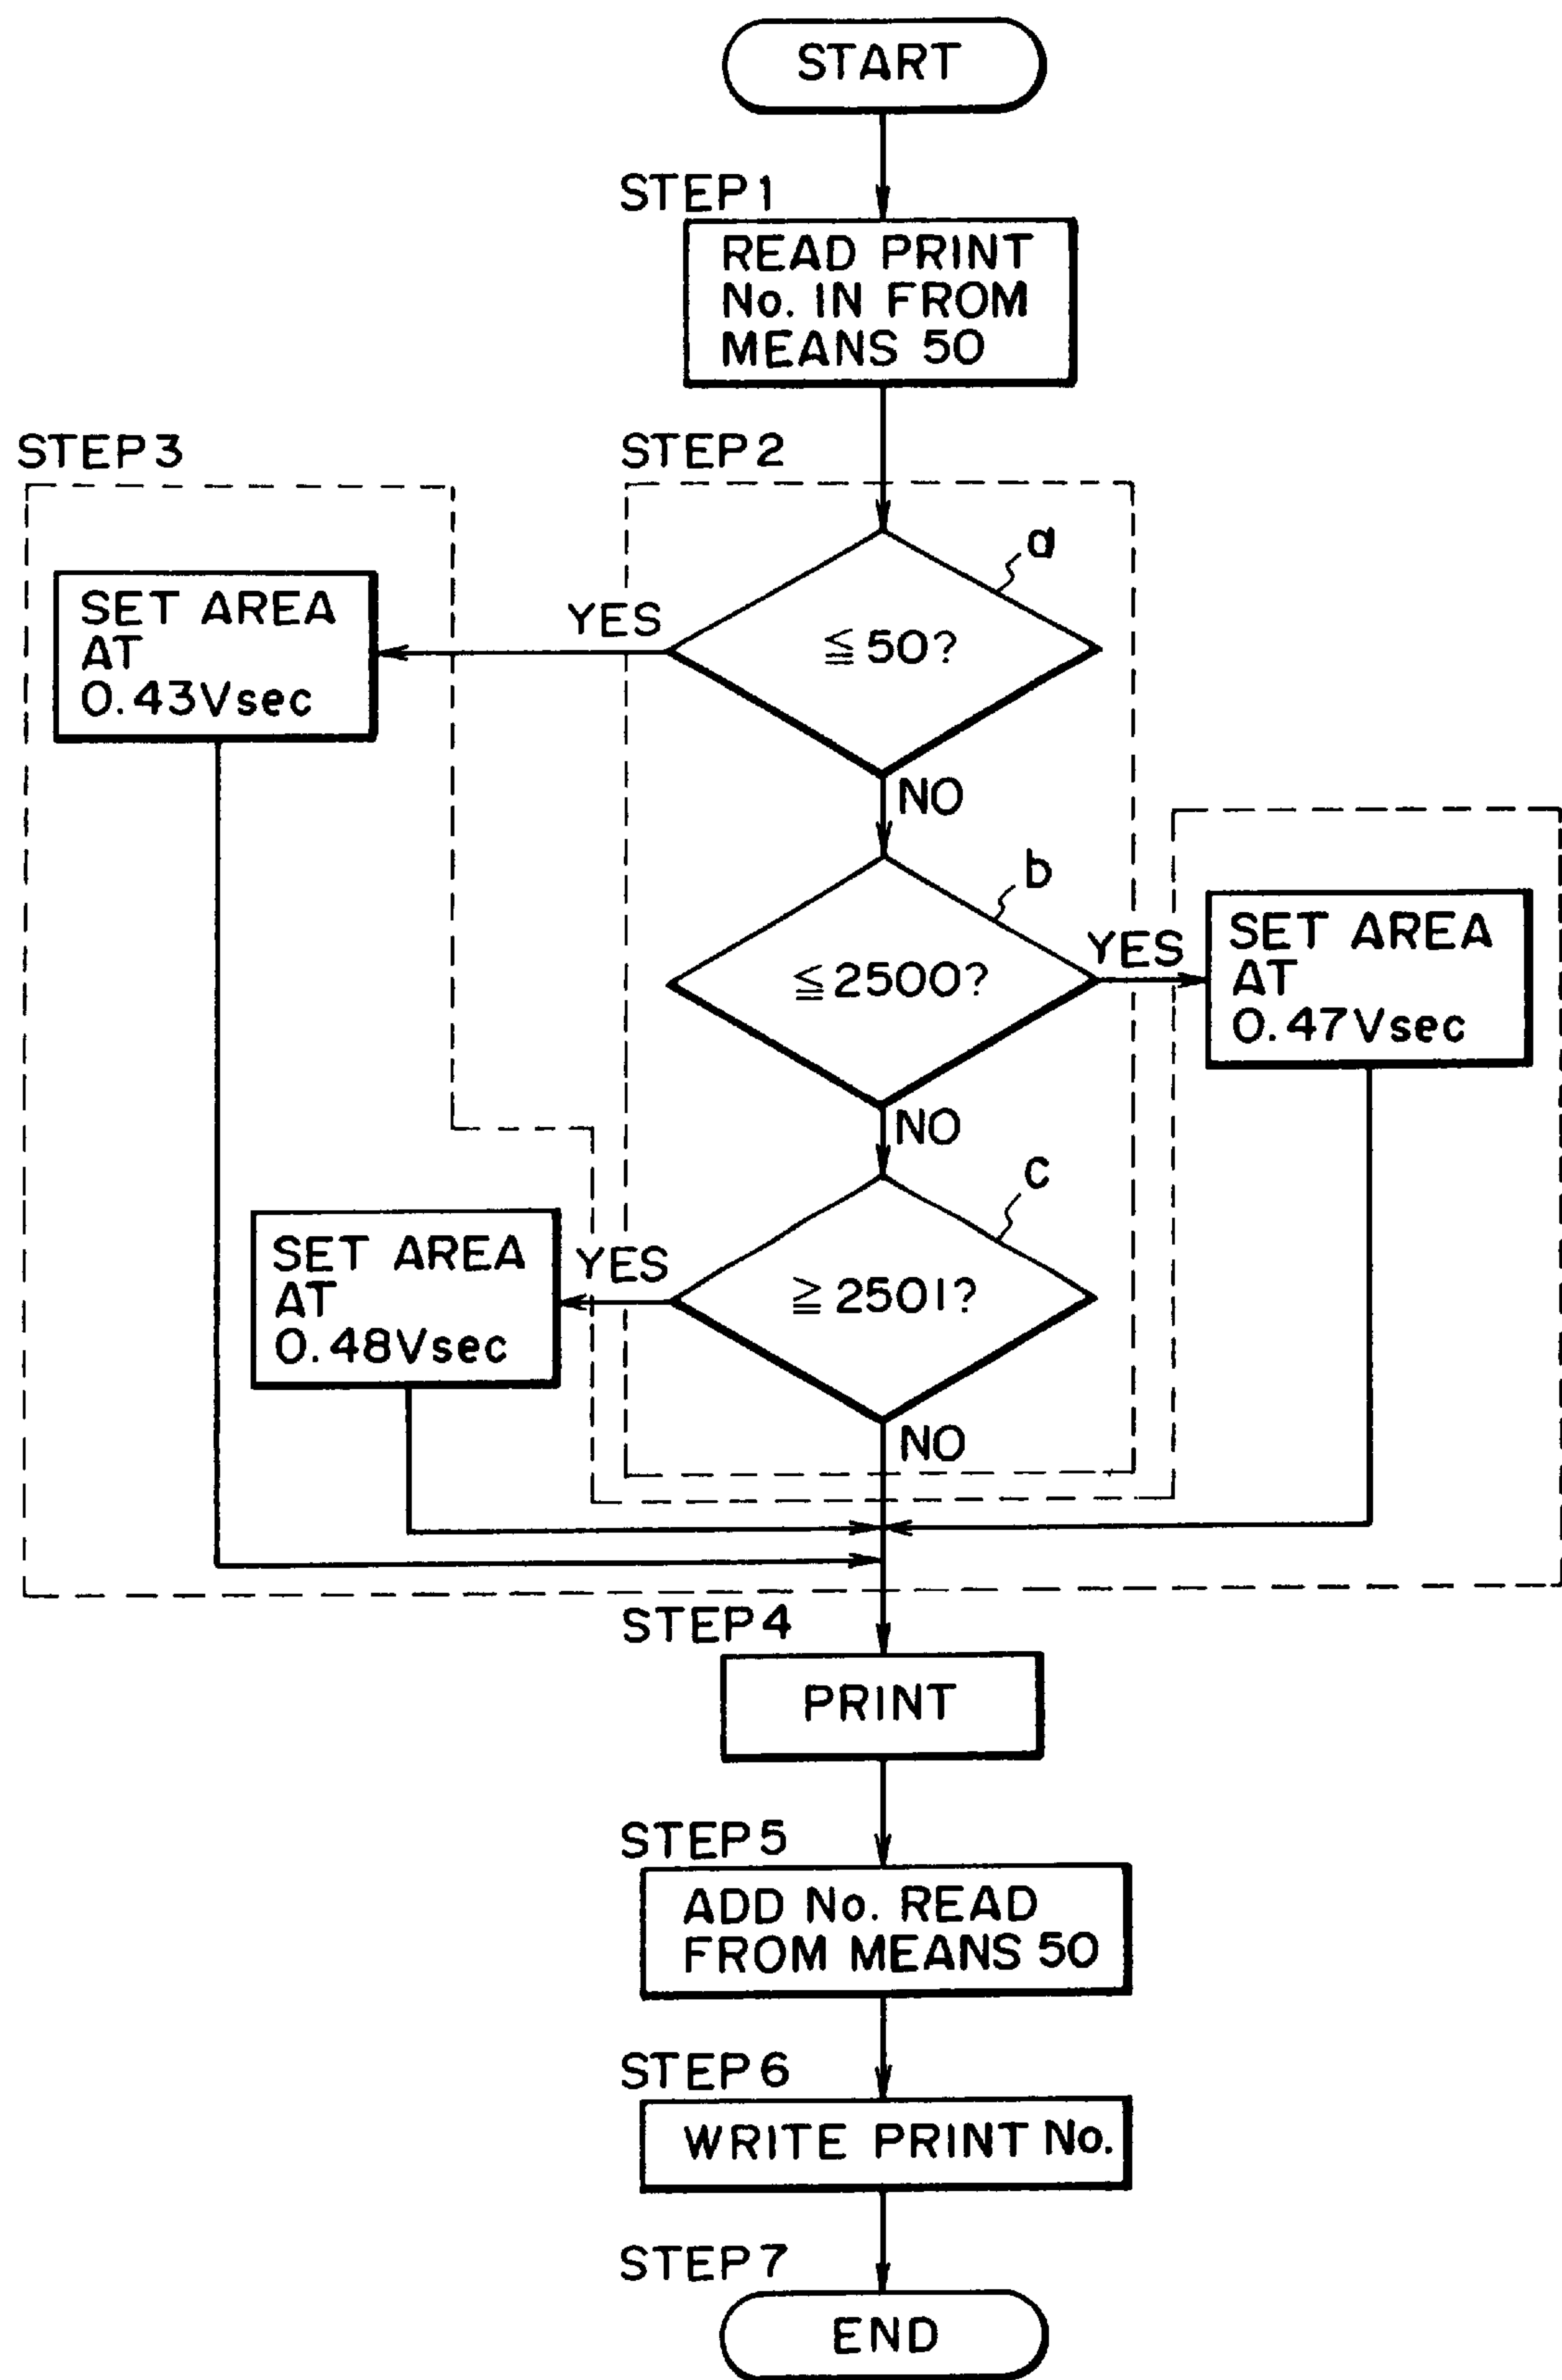 START
STEP1
READ PRINT
No. IN FROM
MEANS 50
STEP3
STEP2
a
SET AREA
AT
0.43Vsec
YES
≦50?
NO
b
≦2500?
YES
SET AREA
AT
0.47Vsec
NO
c
SET AREA
AT
0.48Vsec
YES
≧2501?
NO
STEP4
PRINT
STEP5
ADD No. READ
FROM MEANS 50
STEP6
WRITE PRINT No.
STEP7
END